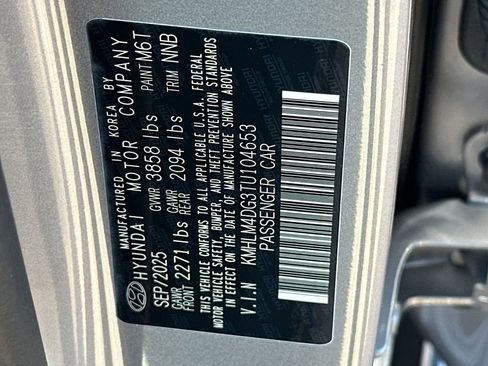 MANUFACTURED IN KOREA BY
HYUNDAI MOTOR COMPANY
SEP/2025 GVWR 3858 lbs PAINT M6T
GAWR FRONT 2271 lbs GAWR REAR 2094 lbs TRIM NNB
THIS VEHICLE CONFORMS TO ALL APPLICABLE U.S.A. FEDERAL
MOTOR VEHICLE SAFETY, BUMPER, AND THEFT PREVENTION STANDARDS
IN EFFECT ON THE DATE OF MANUFACTURE SHOWN ABOVE
V.I.N KMHLM4DG3TU104653
PASSENGER CAR